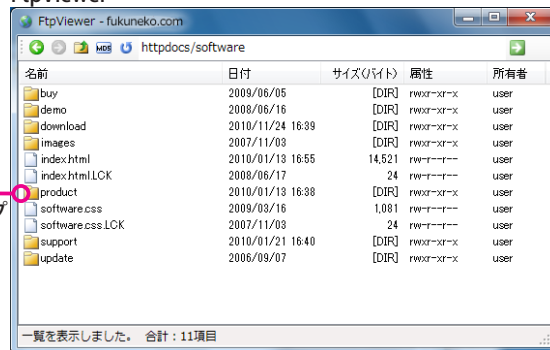 FtpViewer
FtpViewer - fukuneko.com
MDS httpdocs/software
名前 日付 サイズ(バイト) 属性 所有者
buy 2009/06/05 [DIR] rwxr-xr-x user
demo 2008/06/16 [DIR] rwxr-xr-x user
download 2010/11/24 16:39 [DIR] rwxr-xr-x user
images 2007/11/03 [DIR] rwxr-xr-x user
index.html 2010/01/13 16:55 14,521 rw-r--r-- user
index.html.LCK 2008/06/17 24 rw-r--r-- user
product 2010/01/13 16:38 [DIR] rwxr-xr-x user
プ software.css 2009/03/16 1,081 rw-r--r-- user
software.css.LCK 2007/11/03 24 rw-r--r-- user
support 2010/01/21 16:40 [DIR] rwxr-xr-x user
update 2006/09/07 [DIR] rwxr-xr-x user
一覧を表示しました。 合計：11項目